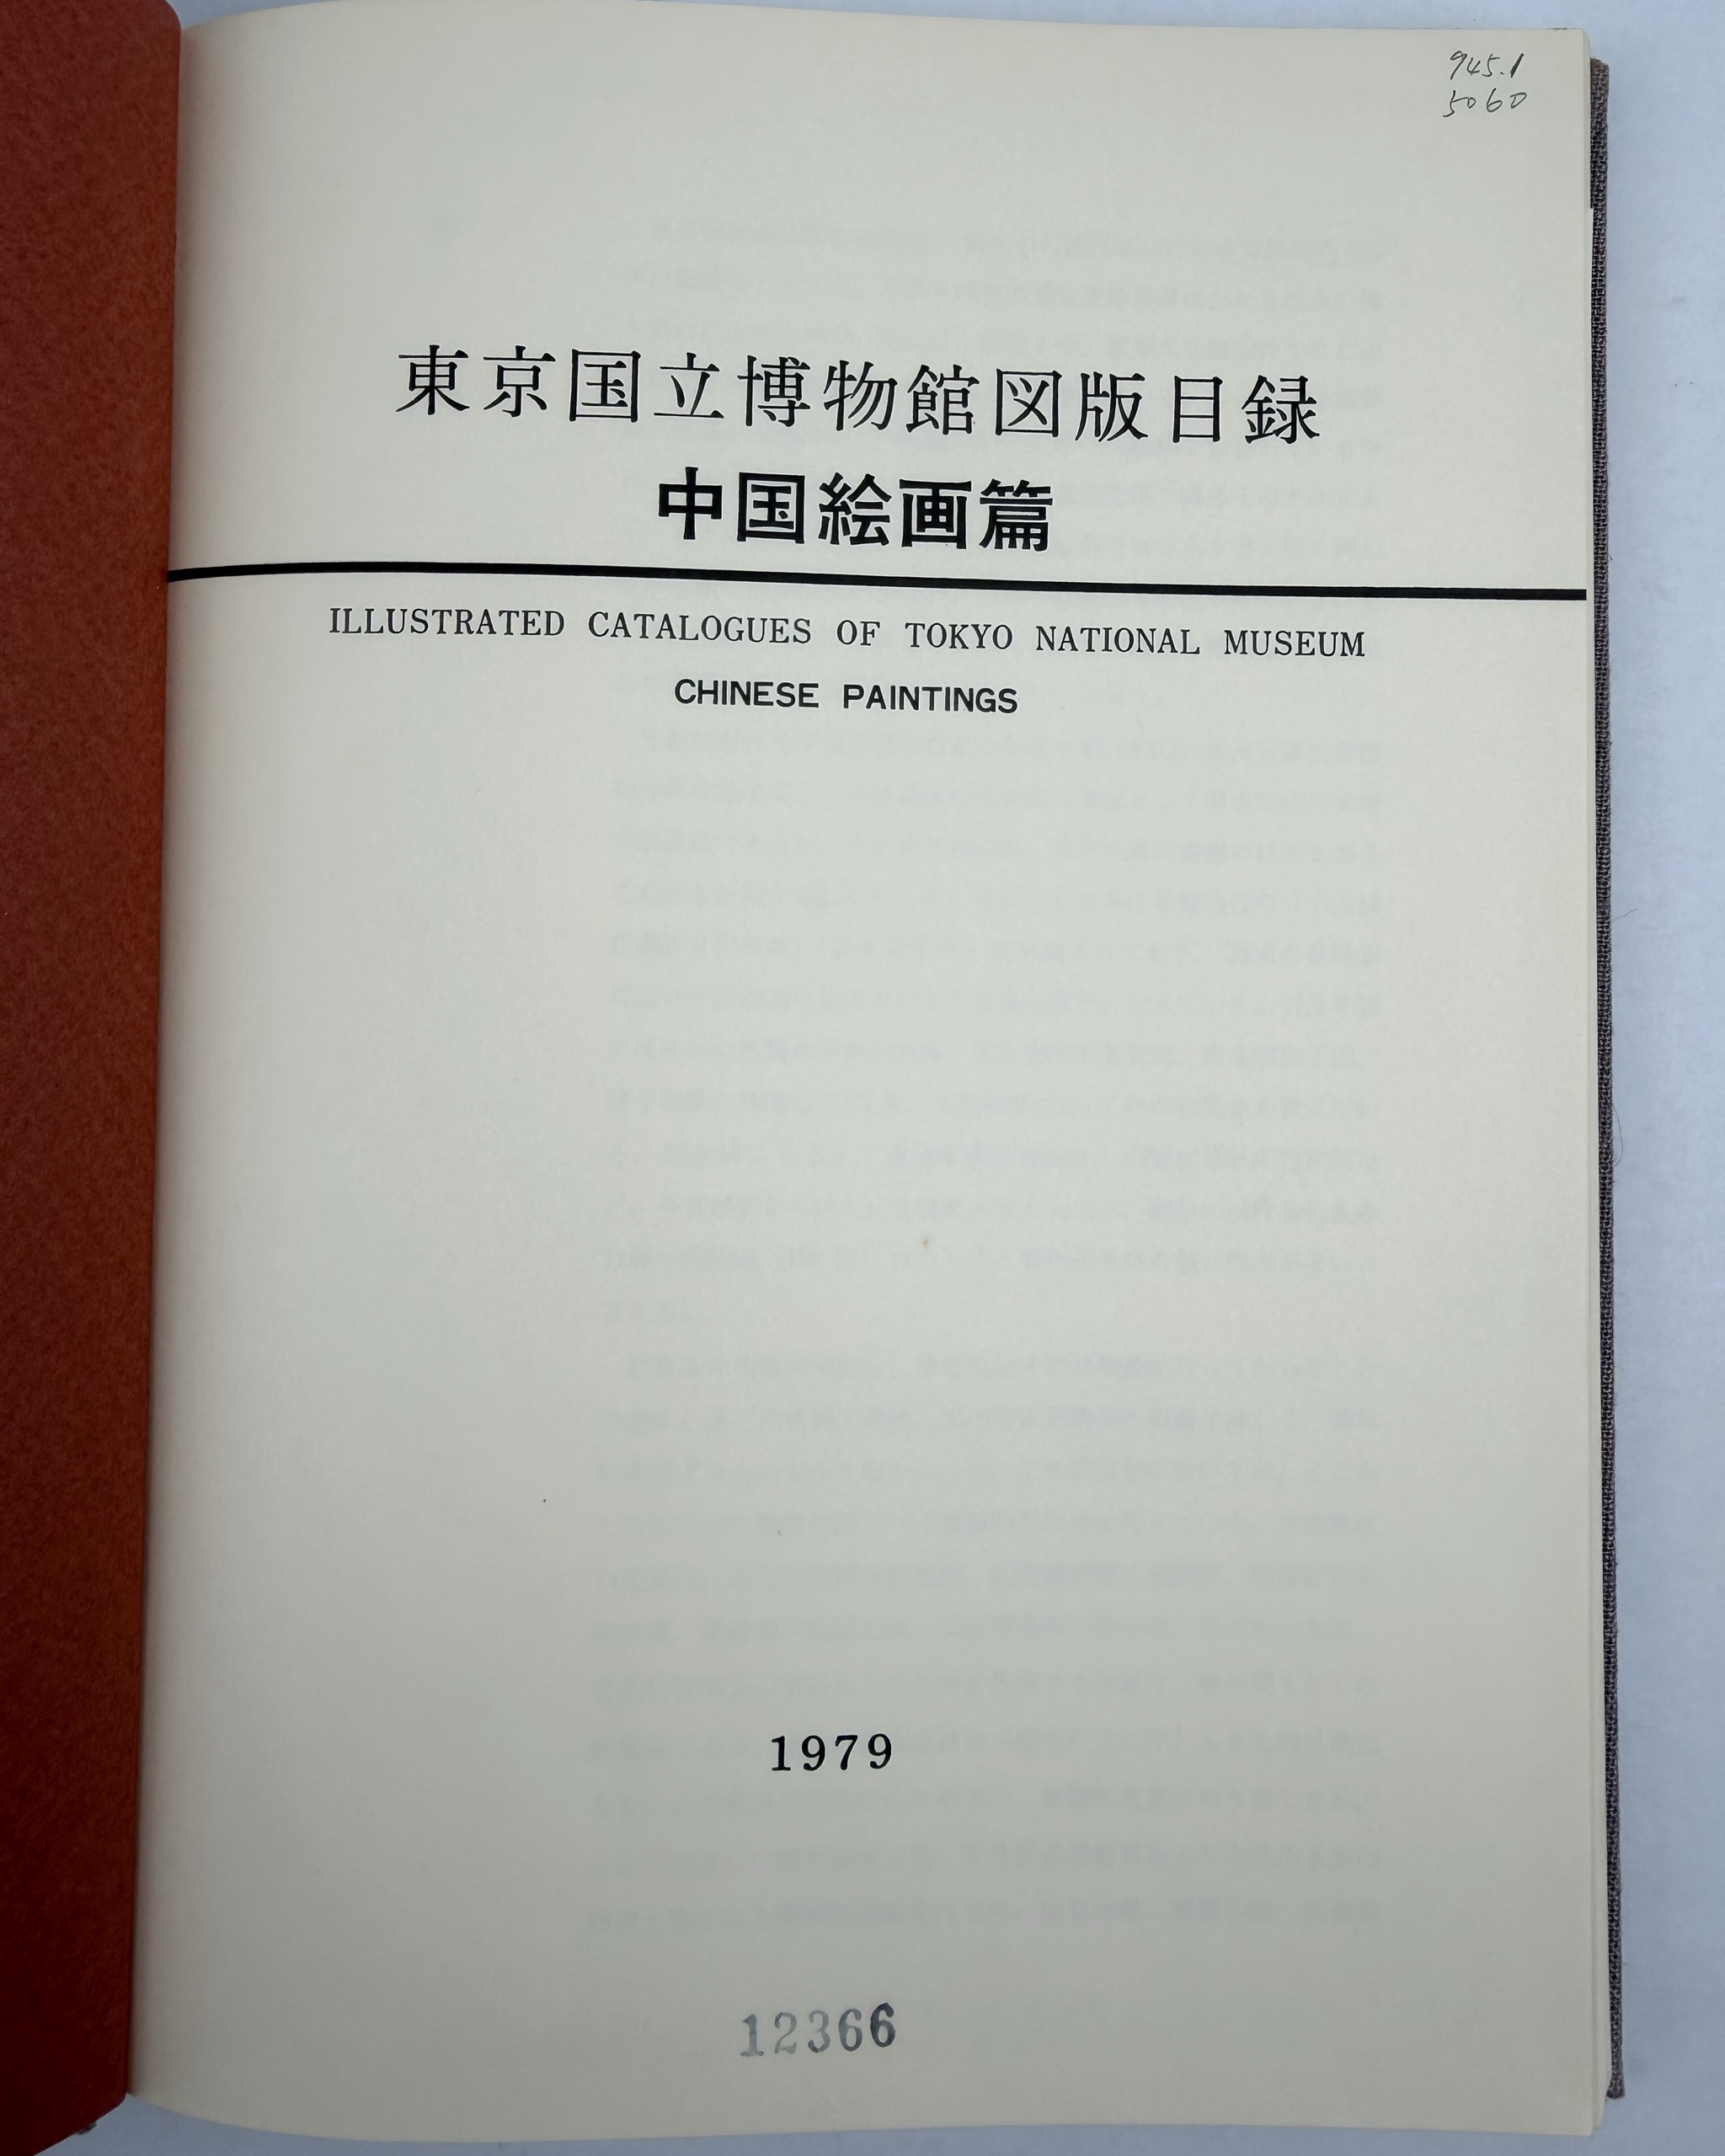 945.1
5060
東京国立博物館図版目録
中国絵画篇
ILLUSTRATED CATALOGUES OF TOKYO NATIONAL MUSEUM
CHINESE PAINTINGS
1979
12366